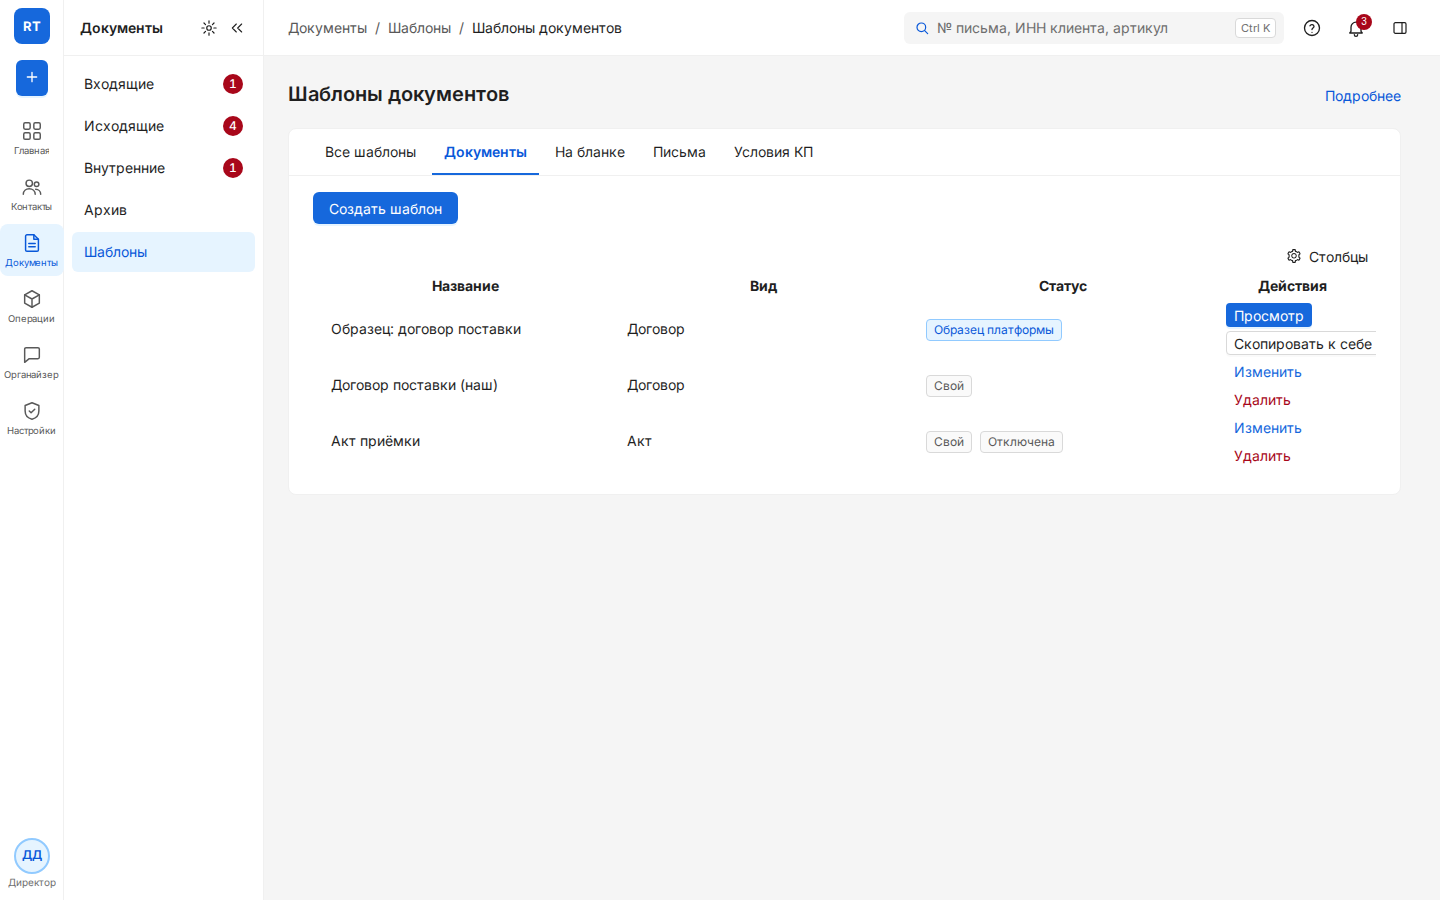 RT
Документы
Документы / Шаблоны / Шаблоны документов
№ письма, ИНН клиента, артикул
Ctrl K
3
Главная
Контакты
Документы
Операции
Органайзер
Настройки
ДД
Директор
Входящие 1
Исходящие 4
Внутренние 1
Архив
Шаблоны
Шаблоны документов
Подробнее
Все шаблоны Документы На бланке Письма Условия КП
Создать шаблон
Столбцы
Название Вид Статус Действия
Образец: договор поставки Договор Образец платформы Просмотр
Скопировать к себе
Договор поставки (наш) Договор Свой Изменить
Удалить
Акт приёмки Акт Свой Отключена Изменить
Удалить